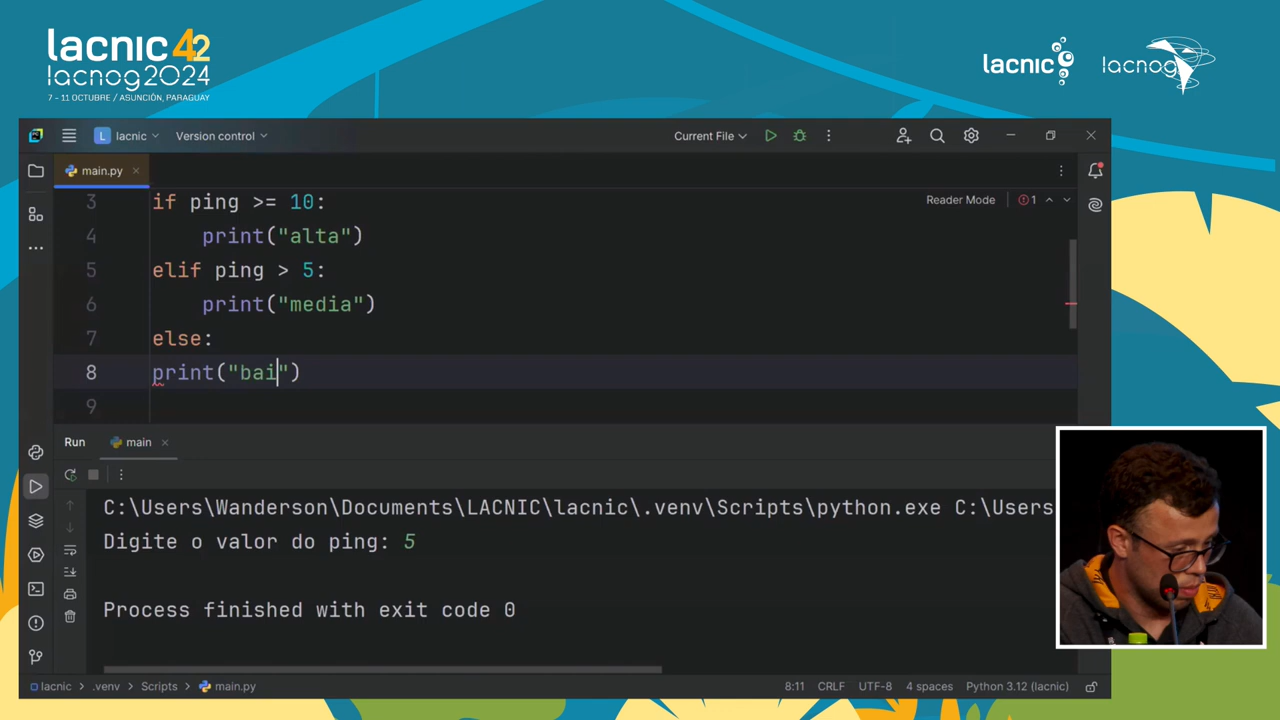 lacnic 42
lacnog2024
7 - 11 OCTUBRE / ASUNCIÓN, PARAGUAY
lacnic
lacnog
L lacnic
Version control
Current File
main.py
Reader Mode
1
3 if ping >= 10:
4 print("alta")
5 elif ping > 5:
6 print("media")
7 else:
8 print("bai")
9
Run
main
C:\Users\Wanderson\Documents\LACNIC\lacnic\.venv\Scripts\python.exe C:\Users
Digite o valor do ping: 5
Process finished with exit code 0
lacnic
.venv
Scripts
main.py
8:11
CRLF
UTF-8
4 spaces
Python 3.12 (lacnic)